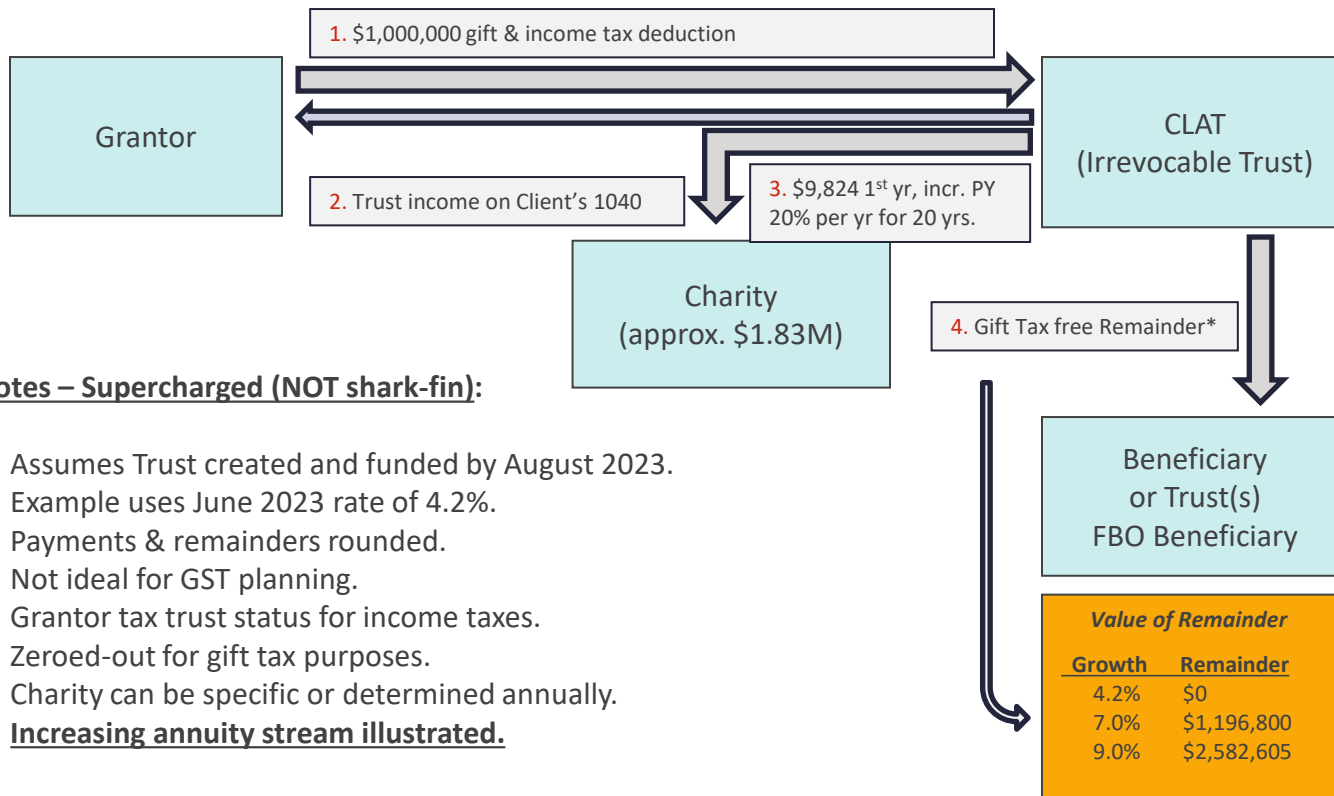 1. $1,000,000 gift & income tax deduction
Grantor
CLAT
(Irrevocable Trust)
2. Trust income on Client's 1040
3. $9,824 1st yr, incr. PY
20% per yr for 20 yrs.
Charity
(approx. $1.83M)
4. Gift Tax free Remainder*
otes – Supercharged (NOT shark-fin):
Assumes Trust created and funded by August 2023.
Example uses June 2023 rate of 4.2%.
Payments & remainders rounded.
Not ideal for GST planning.
Grantor tax trust status for income taxes.
Zeroed-out for gift tax purposes.
Charity can be specific or determined annually.
Increasing annuity stream illustrated.
Beneficiary
or Trust(s)
FBO Beneficiary
Value of Remainder
Growth Remainder
4.2% $0
7.0% $1,196,800
9.0% $2,582,605